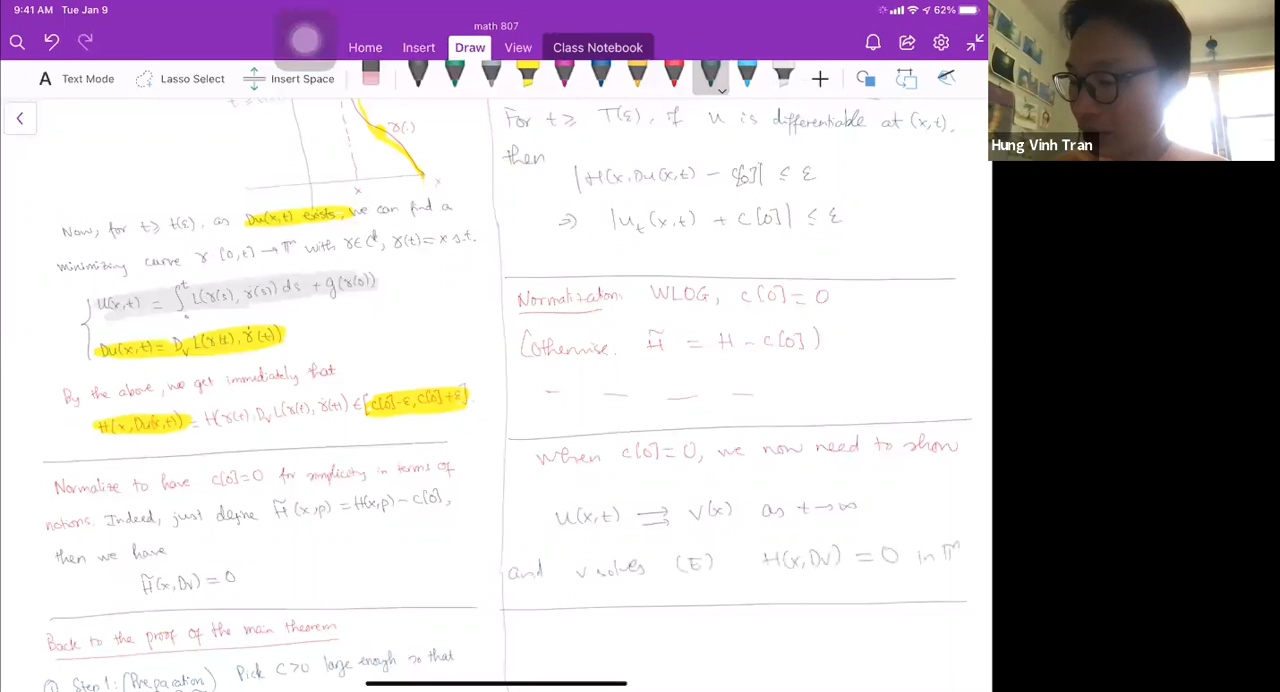 9:41 AM Tue Jan 9
62%
math 807
Home Insert Draw View Class Notebook
Text Mode Lasso Select Insert Space
Hung Vinh Tran
γ(·)
x
x
Now, for t ≥ t(ε), as Du(x,t) exists, we can find a
minimizing curve γ: [0,t] → 𝕋ⁿ with γ ∈ C¹, γ(t) = x s.t.
u(x,t) = ∫₀ᵗ L(γ(s), γ̇(s)) ds + g(γ(0))
Du(x,t) = D_v L(γ(t), γ̇(t))
By the above, we get immediately that
H(x, Du(x,t)) = H(γ(t), D_v L(γ(t), γ̇(t))) ∈ [c[0]-ε, c[0]+ε].
Normalize to have c[0]=0 for simplicity in terms of
notions. Indeed, just define H̃(x,p) = H(x,p) - c[0],
then we have
H̃(x, Dv) = 0
Back to the proof of the main theorem
① Step 1: (Preparation) Pick C>0 large enough so that
For t ≥ T(ε), if u is differentiable at (x,t),
then
|H(x, Du(x,t) - c[0]| ≤ ε
⇒ |u_t(x,t) + c[0]| ≤ ε
Normalization: WLOG, c[0] = 0
(otherwise, H̃ = H - c[0])
When c[0]=0, we now need to show
u(x,t) ⇉ v(x) as t → ∞
and v solves (E) H(x, Dv) = 0 in 𝕋ⁿ